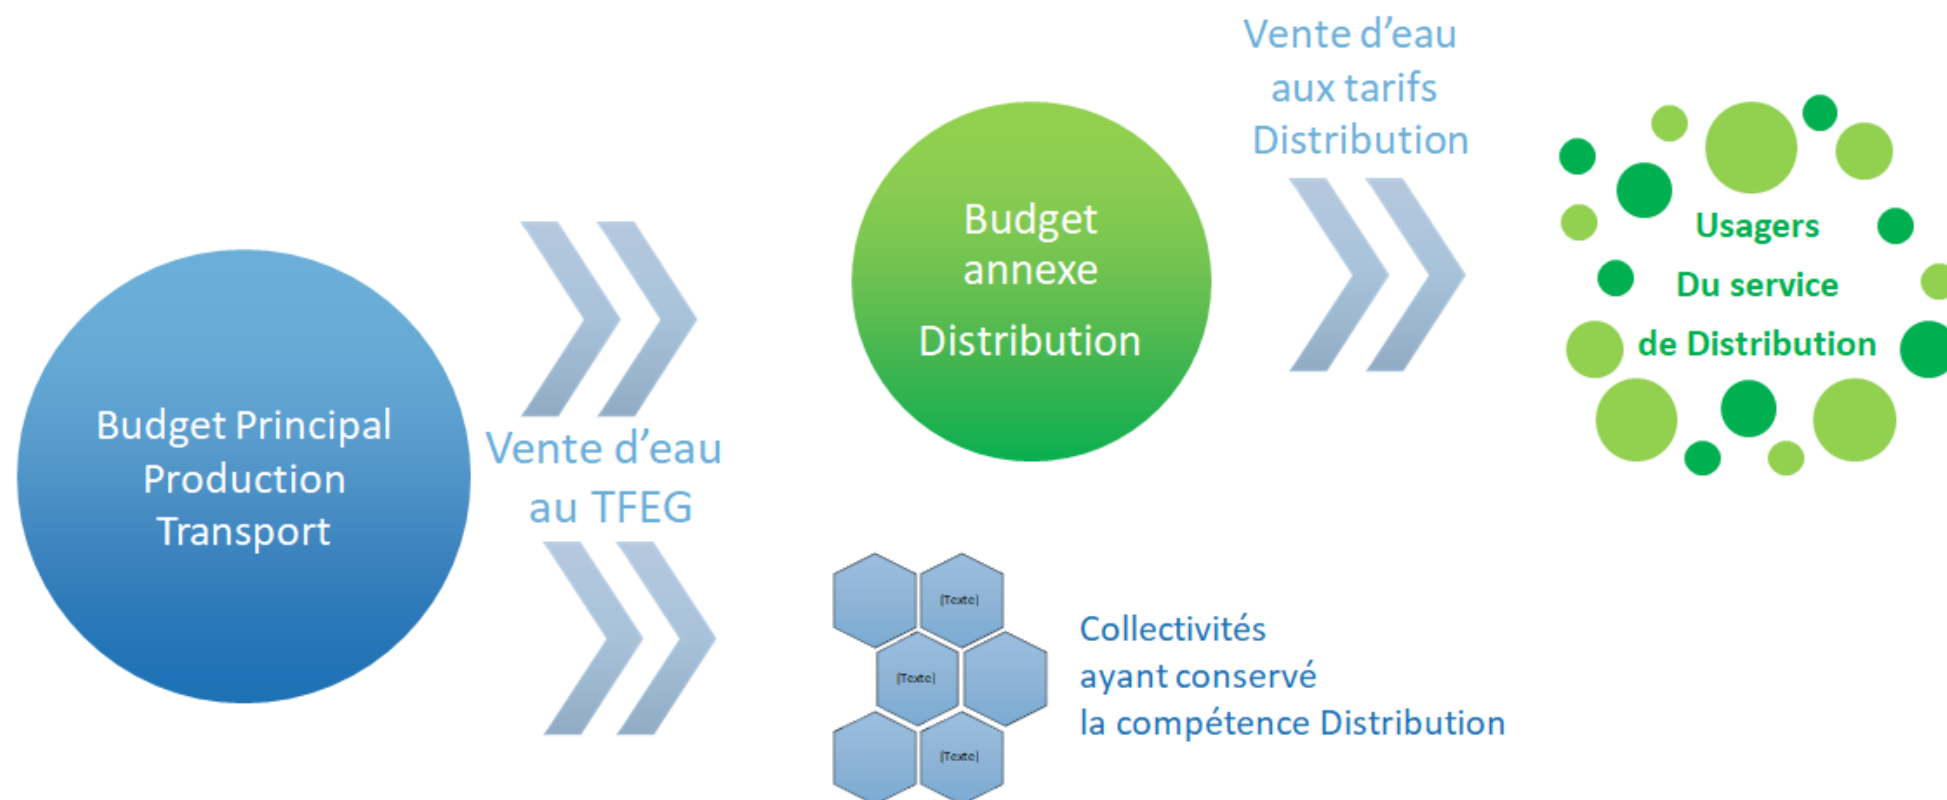 Budget Principal
Production
Transport
Vente d’eau
au TFEG
Budget
annexe
Distribution
Vente d’eau
aux tarifs
Distribution
Usagers
Du service
de Distribution
[Texte]
[Texte]
[Texte]
Collectivités
ayant conservé
la compétence Distribution